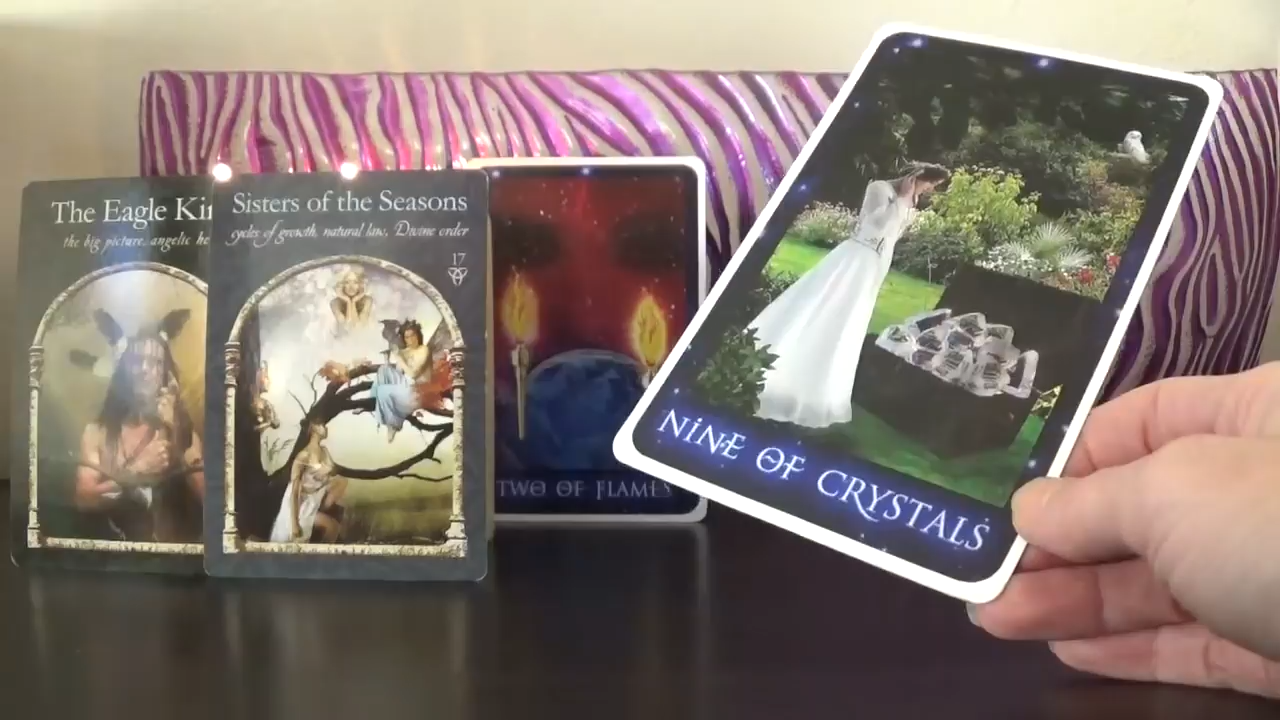 The Eagle Ki
the big picture, angelic he
Sisters of the Seasons
cycles of growth, natural law, Divine order
17
TWO OF FLAMES
NINE OF CRYSTALS